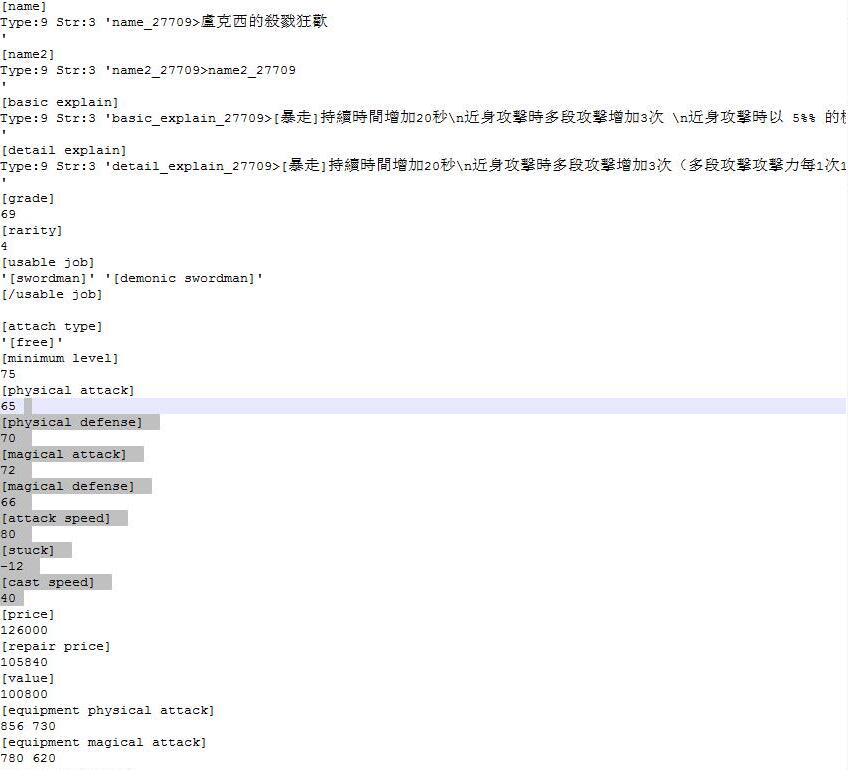 [name]
Type:9 Str:3 'name_27709>盧克西的殺戮狂歡
'
[name2]
Type:9 Str:3 'name2_27709>name2_27709
'
[basic explain]
Type:9 Str:3 'basic_explain_27709>[暴走]持續時間增加20秒\n近身攻擊時多段攻擊增加3次 \n近身攻擊時以 5%% 的
'
[detail explain]
Type:9 Str:3 'detail_explain_27709>[暴走]持續時間增加20秒\n近身攻擊時多段攻擊增加3次（多段攻擊攻擊力每1次1
'
[grade]
69
[rarity]
4
[usable job]
'[swordman]' '[demonic swordman]'
[/usable job]
[attach type]
'[free]'
[minimum level]
75
[physical attack]
65
[physical defense]
70
[magical attack]
72
[magical defense]
66
[attack speed]
80
[stuck]
-12
[cast speed]
40
[price]
126000
[repair price]
105840
[value]
100800
[equipment physical attack]
856 730
[equipment magical attack]
780 620